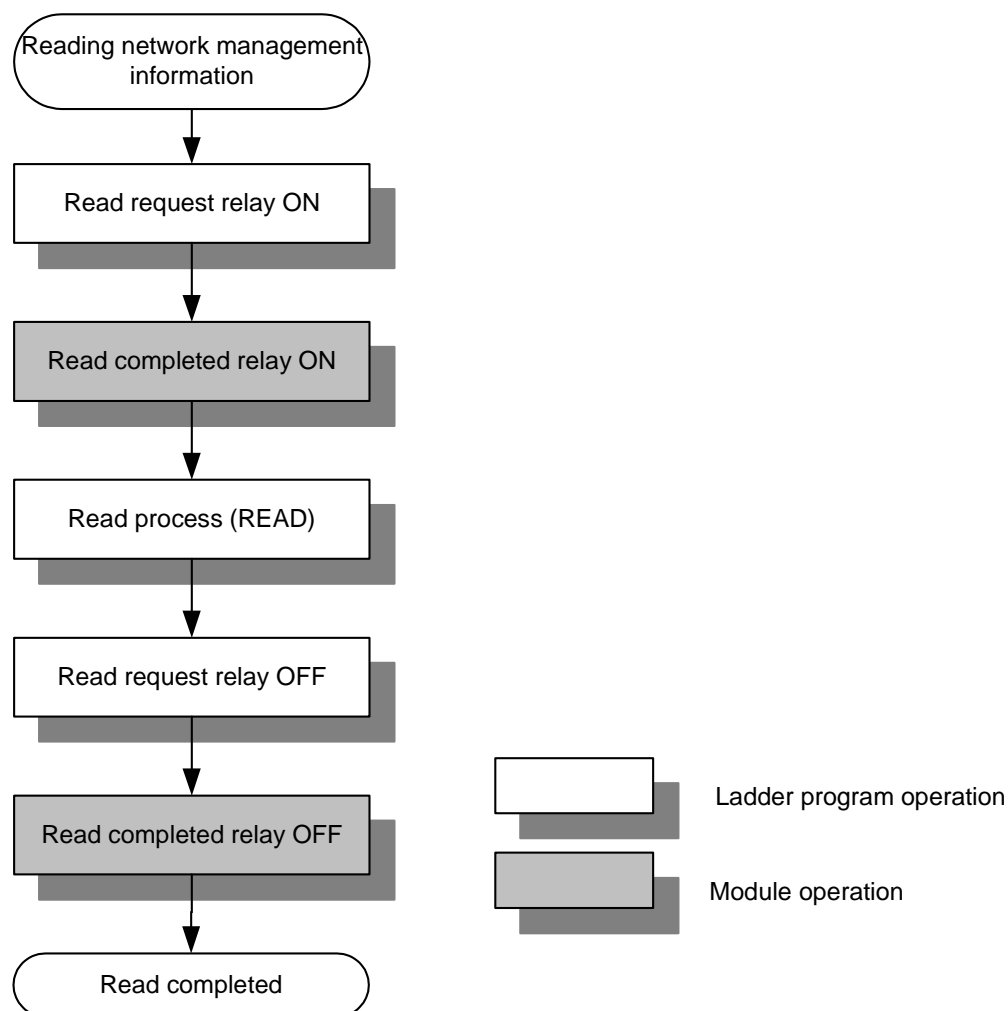 Reading network management
information
Read request relay ON
Read completed relay ON
Read process (READ)
Read request relay OFF
Read completed relay OFF
Read completed
Ladder program operation
Module operation